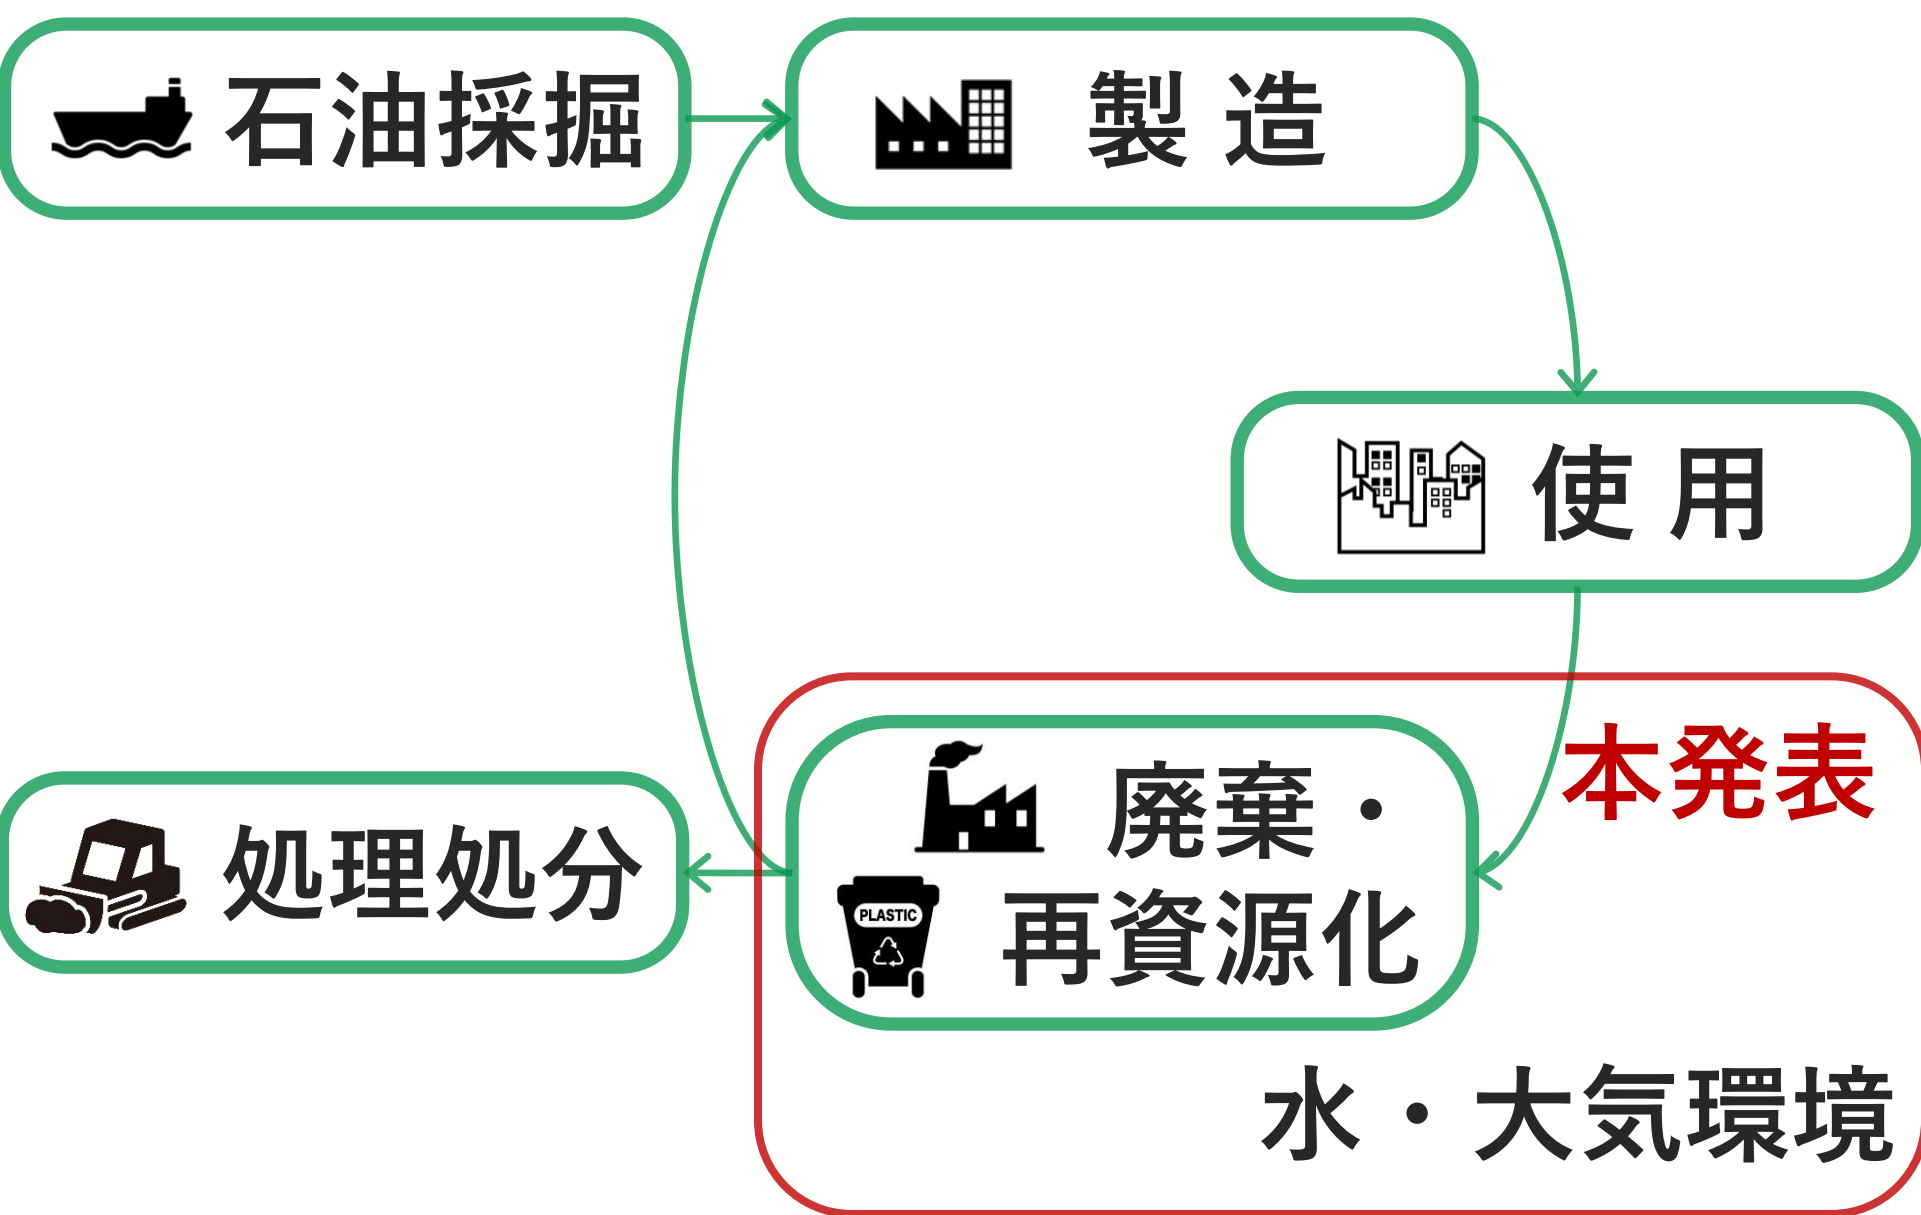 石油採掘
製 造
使 用
本発表
廃棄・
再資源化
PLASTIC
処理処分
水・大気環境